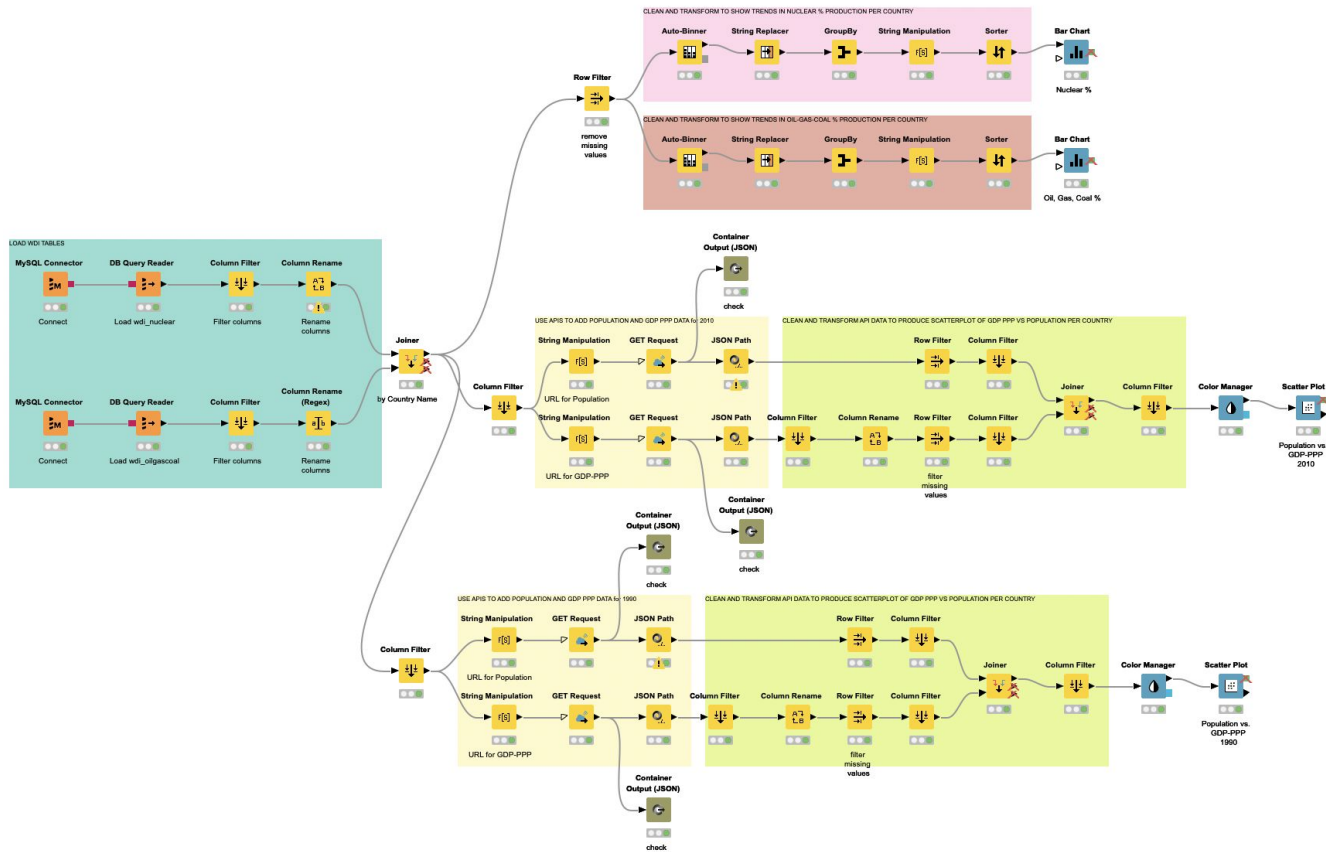 CLEAN AND TRANSFORM TO SHOW TRENDS IN NUCLEAR % PRODUCTION PER COUNTRY
Auto-Binner
String Replacer
GroupBy
String Manipulation
Sorter
Bar Chart
Nuclear %
Row Filter
remove
missing
values
CLEAN AND TRANSFORM TO SHOW TRENDS IN OIL-GAS-COAL % PRODUCTION PER COUNTRY
Auto-Binner
String Replacer
GroupBy
String Manipulation
Sorter
Bar Chart
Oil, Gas, Coal %
LOAD WDI TABLES
MySQL Connector
DB Query Reader
Column Filter
Column Rename
Connect
Load wdi_nuclear
Filter columns
Rename
columns
MySQL Connector
DB Query Reader
Column Filter
Column Rename
(Regex)
Connect
Load wdi_oilgascoal
Filter columns
Rename
columns
Joiner
by Country Name
Column Filter
Container
Output (JSON)
check
USE APIS TO ADD POPULATION AND GDP PPP DATA for 2010
String Manipulation
GET Request
JSON Path
URL for Population
String Manipulation
GET Request
JSON Path
URL for GDP-PPP
Container
Output (JSON)
check
CLEAN AND TRANSFORM API DATA TO PRODUCE SCATTERPLOT OF GDP PPP VS POPULATION PER COUNTRY
Row Filter
Column Filter
Column Filter
Column Rename
Row Filter
Column Filter
filter
missing
values
Joiner
Column Filter
Color Manager
Scatter Plot
Population vs.
GDP-PPP
2010
Container
Output (JSON)
check
Column Filter
USE APIS TO ADD POPULATION AND GDP PPP DATA for 1990
String Manipulation
GET Request
JSON Path
URL for Population
String Manipulation
GET Request
JSON Path
URL for GDP-PPP
Container
Output (JSON)
check
CLEAN AND TRANSFORM API DATA TO PRODUCE SCATTERPLOT OF GDP PPP VS POPULATION PER COUNTRY
Row Filter
Column Filter
Column Filter
Column Rename
Row Filter
Column Filter
filter
missing
values
Joiner
Column Filter
Color Manager
Scatter Plot
Population vs.
GDP-PPP
1990